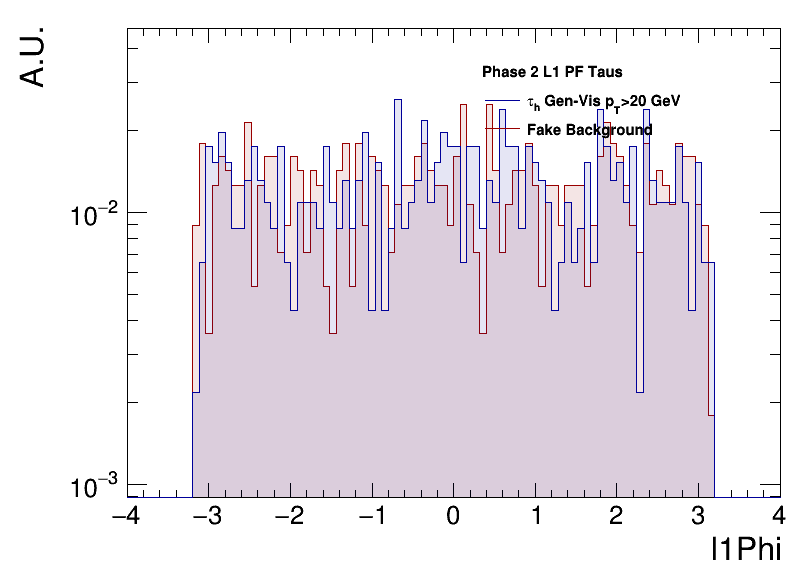 A.U.
Phase 2 L1 PF Taus
τh Gen-Vis pT>20 GeV
Fake Background
10−2
10−3
−4 −3 −2 −1 0 1 2 3 4
l1Phi